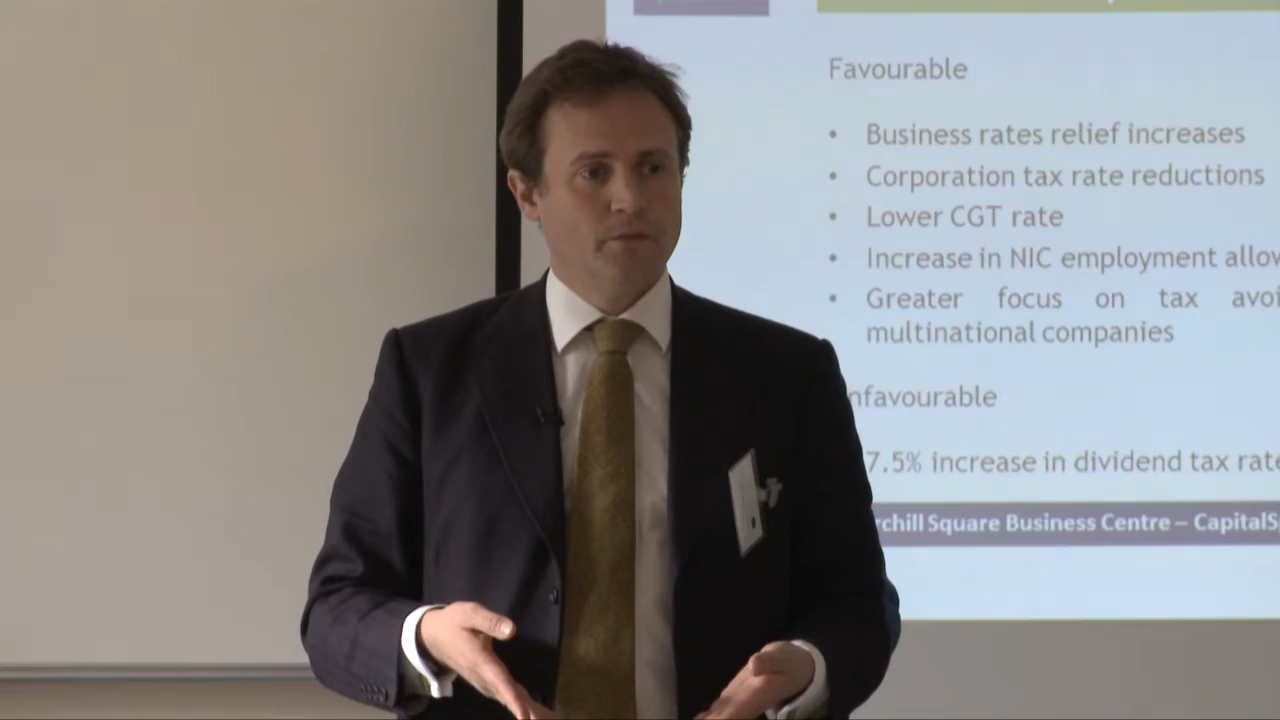 Favourable
• Business rates relief increases
• Corporation tax rate reductions
• Lower CGT rate
• Increase in NIC employment allow
• Greater focus on tax avoi
multinational companies
nfavourable
7.5% increase in dividend tax rate
rchill Square Business Centre – CapitalS